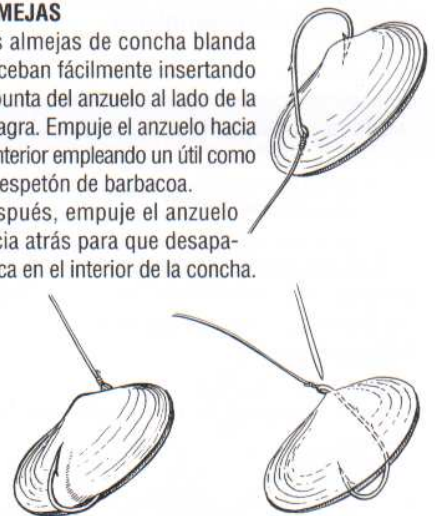 MEJAS
s almejas de concha blanda
ceban fácilmente insertando
punta del anzuelo al lado de la
agra. Empuje el anzuelo hacia
nterior empleando un útil como
espetón de barbacoa.
spués, empuje el anzuelo
cia atrás para que desapa-
ca en el interior de la concha.